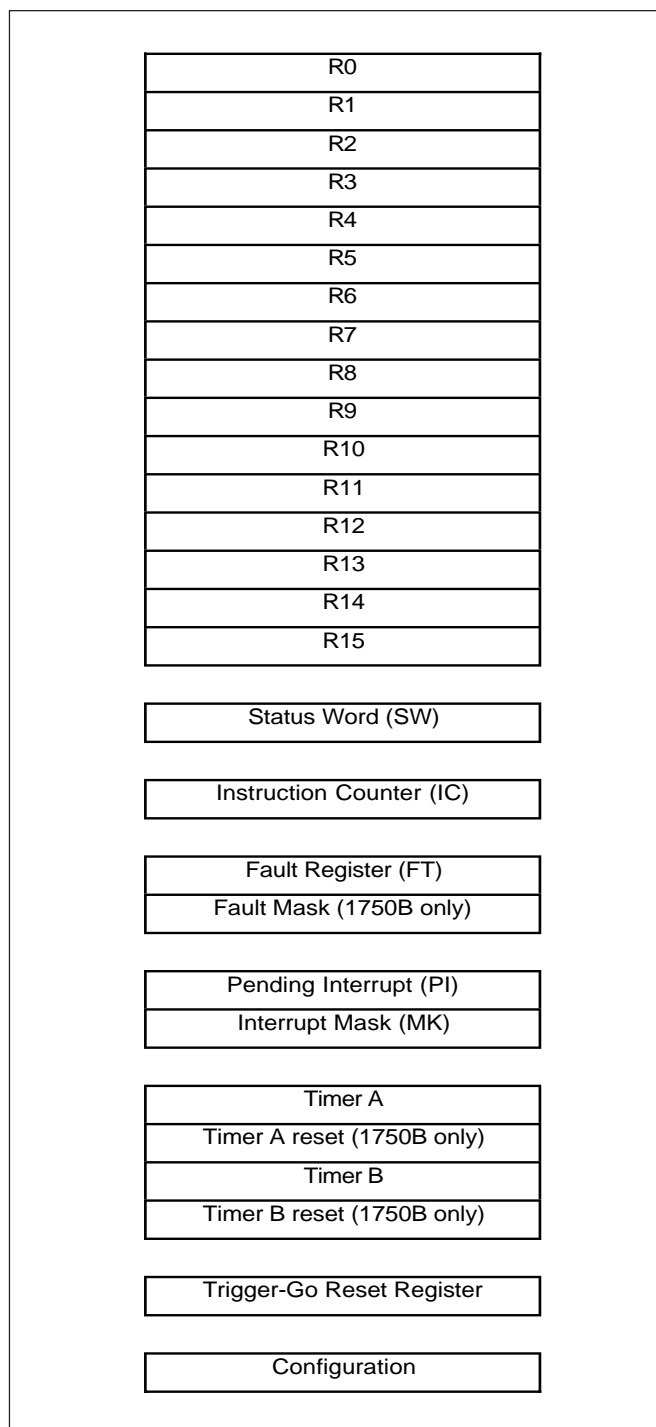 R0
R1
R2
R3
R4
R5
R6
R7
R8
R9
R10
R11
R12
R13
R14
R15
Status Word (SW)
Instruction Counter (IC)
Fault Register (FT)
Fault Mask (1750B only)
Pending Interrupt (PI)
Interrupt Mask (MK)
Timer A
Timer A reset (1750B only)
Timer B
Timer B reset (1750B only)
Trigger-Go Reset Register
Configuration